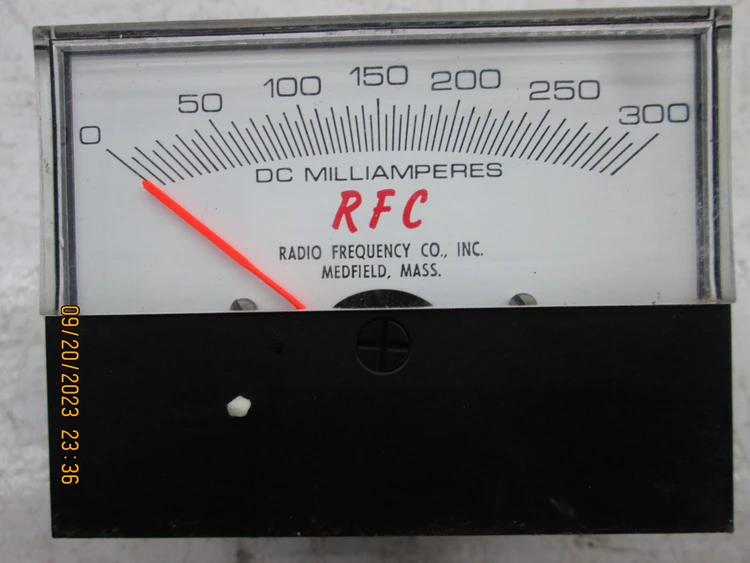 0 50 100 150 200 250 300
DC MILLIAMPERES
RFC
RADIO FREQUENCY CO., INC.
MEDFIELD, MASS.
09/20/2023 23:36